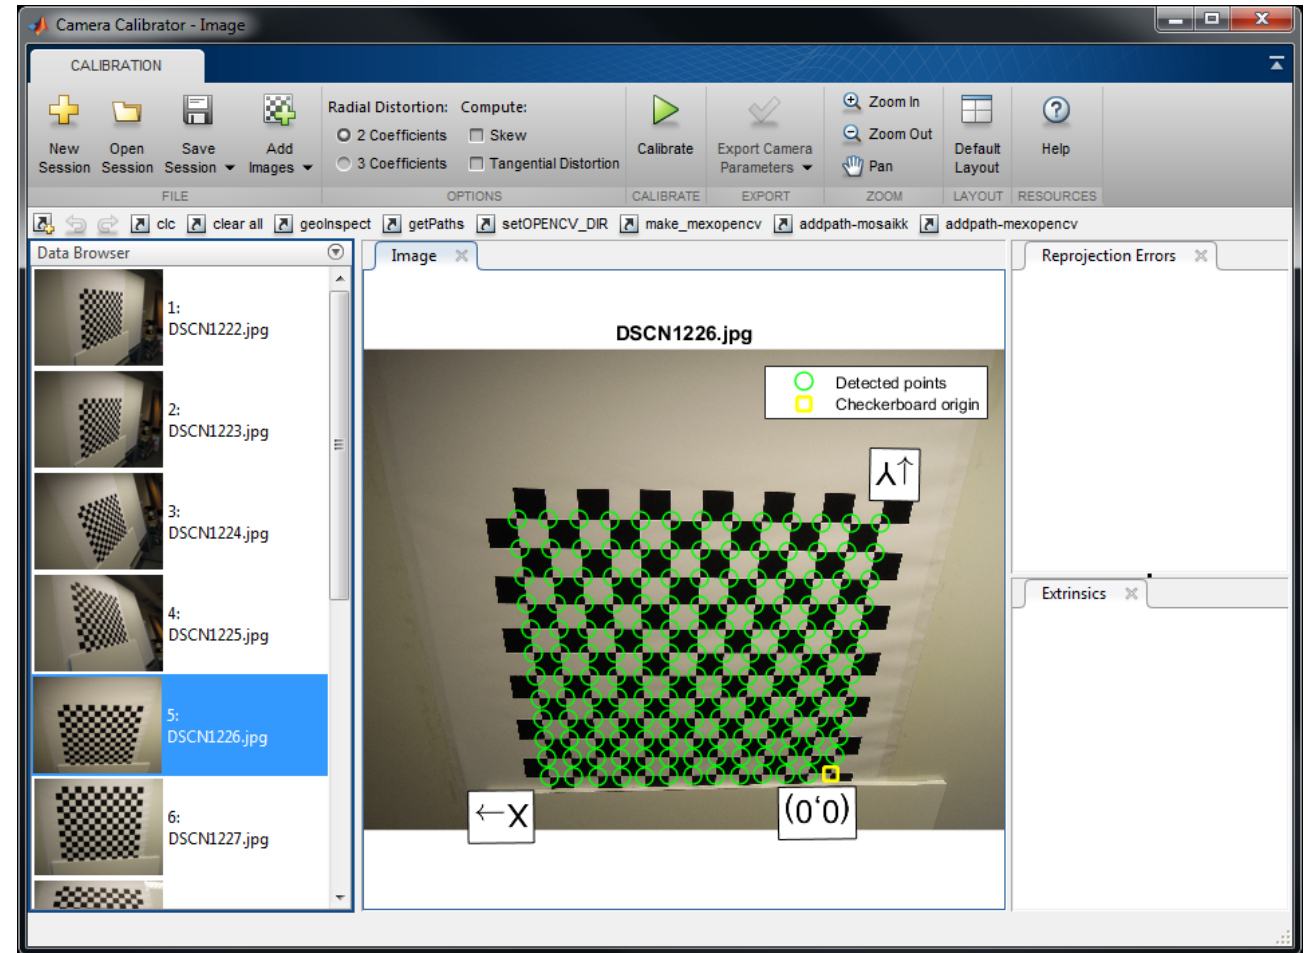 Camera Calibrator - Image
CALIBRATION
New Session
Open Session
Save Session
Add Images
Radial Distortion:
2 Coefficients
3 Coefficients
Compute:
Skew
Tangential Distortion
Calibrate
Export Camera Parameters
Zoom In
Zoom Out
Pan
Default Layout
Help
FILE
OPTIONS
CALIBRATE
EXPORT
ZOOM
LAYOUT
RESOURCES
clc
clear all
geoInspect
getPaths
setOPENCV_DIR
make_mexopencv
addpath-mosaikk
addpath-mexopencv
Data Browser
1:
DSCN1222.jpg
2:
DSCN1223.jpg
3:
DSCN1224.jpg
4:
DSCN1225.jpg
5:
DSCN1226.jpg
6:
DSCN1227.jpg
Image
DSCN1226.jpg
Detected points
Checkerboard origin
Y→
X→
(0,0)
Reprojection Errors
Extrinsics